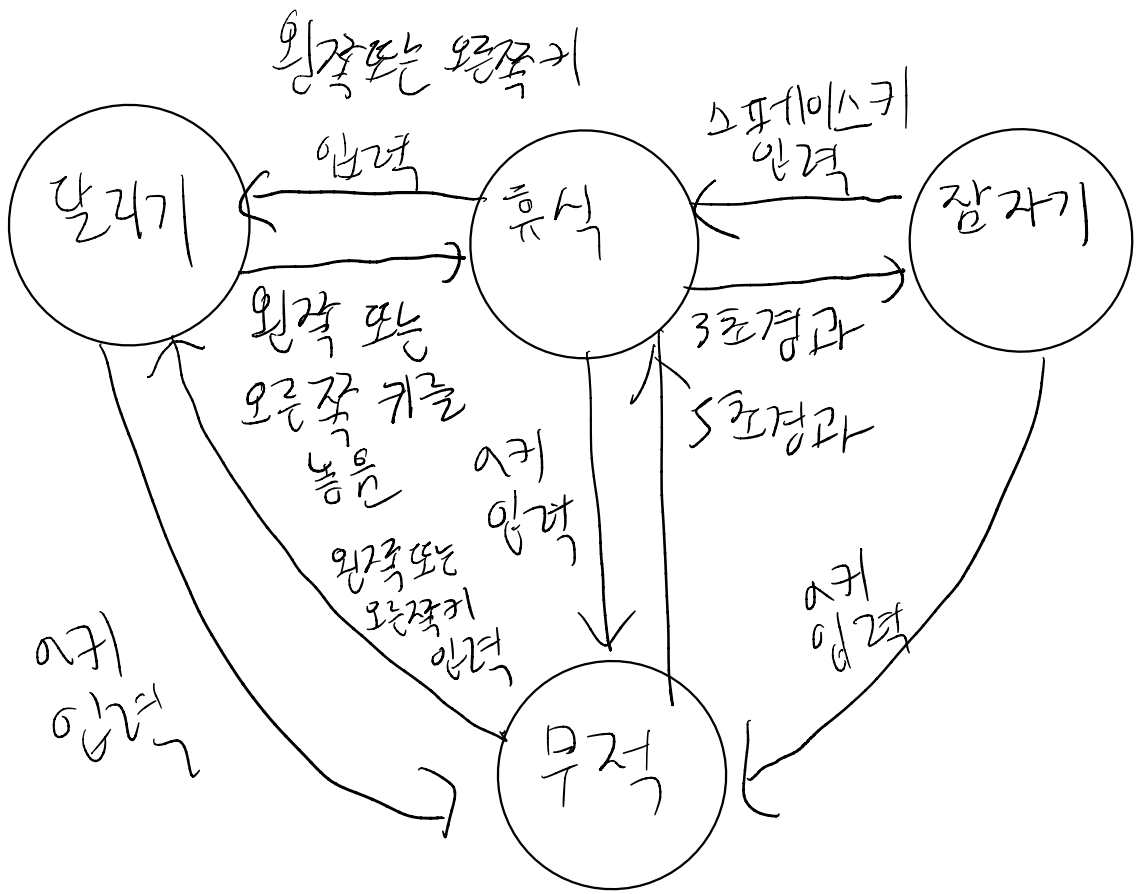 왼쪽또는 오른쪽키
입력
스페이스키
입력
달리기
휴식
잠자기
왼쪽 또는
오른쪽 키를
놓음
3초경과
5초경과
a키
입력
왼쪽또는
오른쪽키
입력
a키
입력
a키
입력
무적